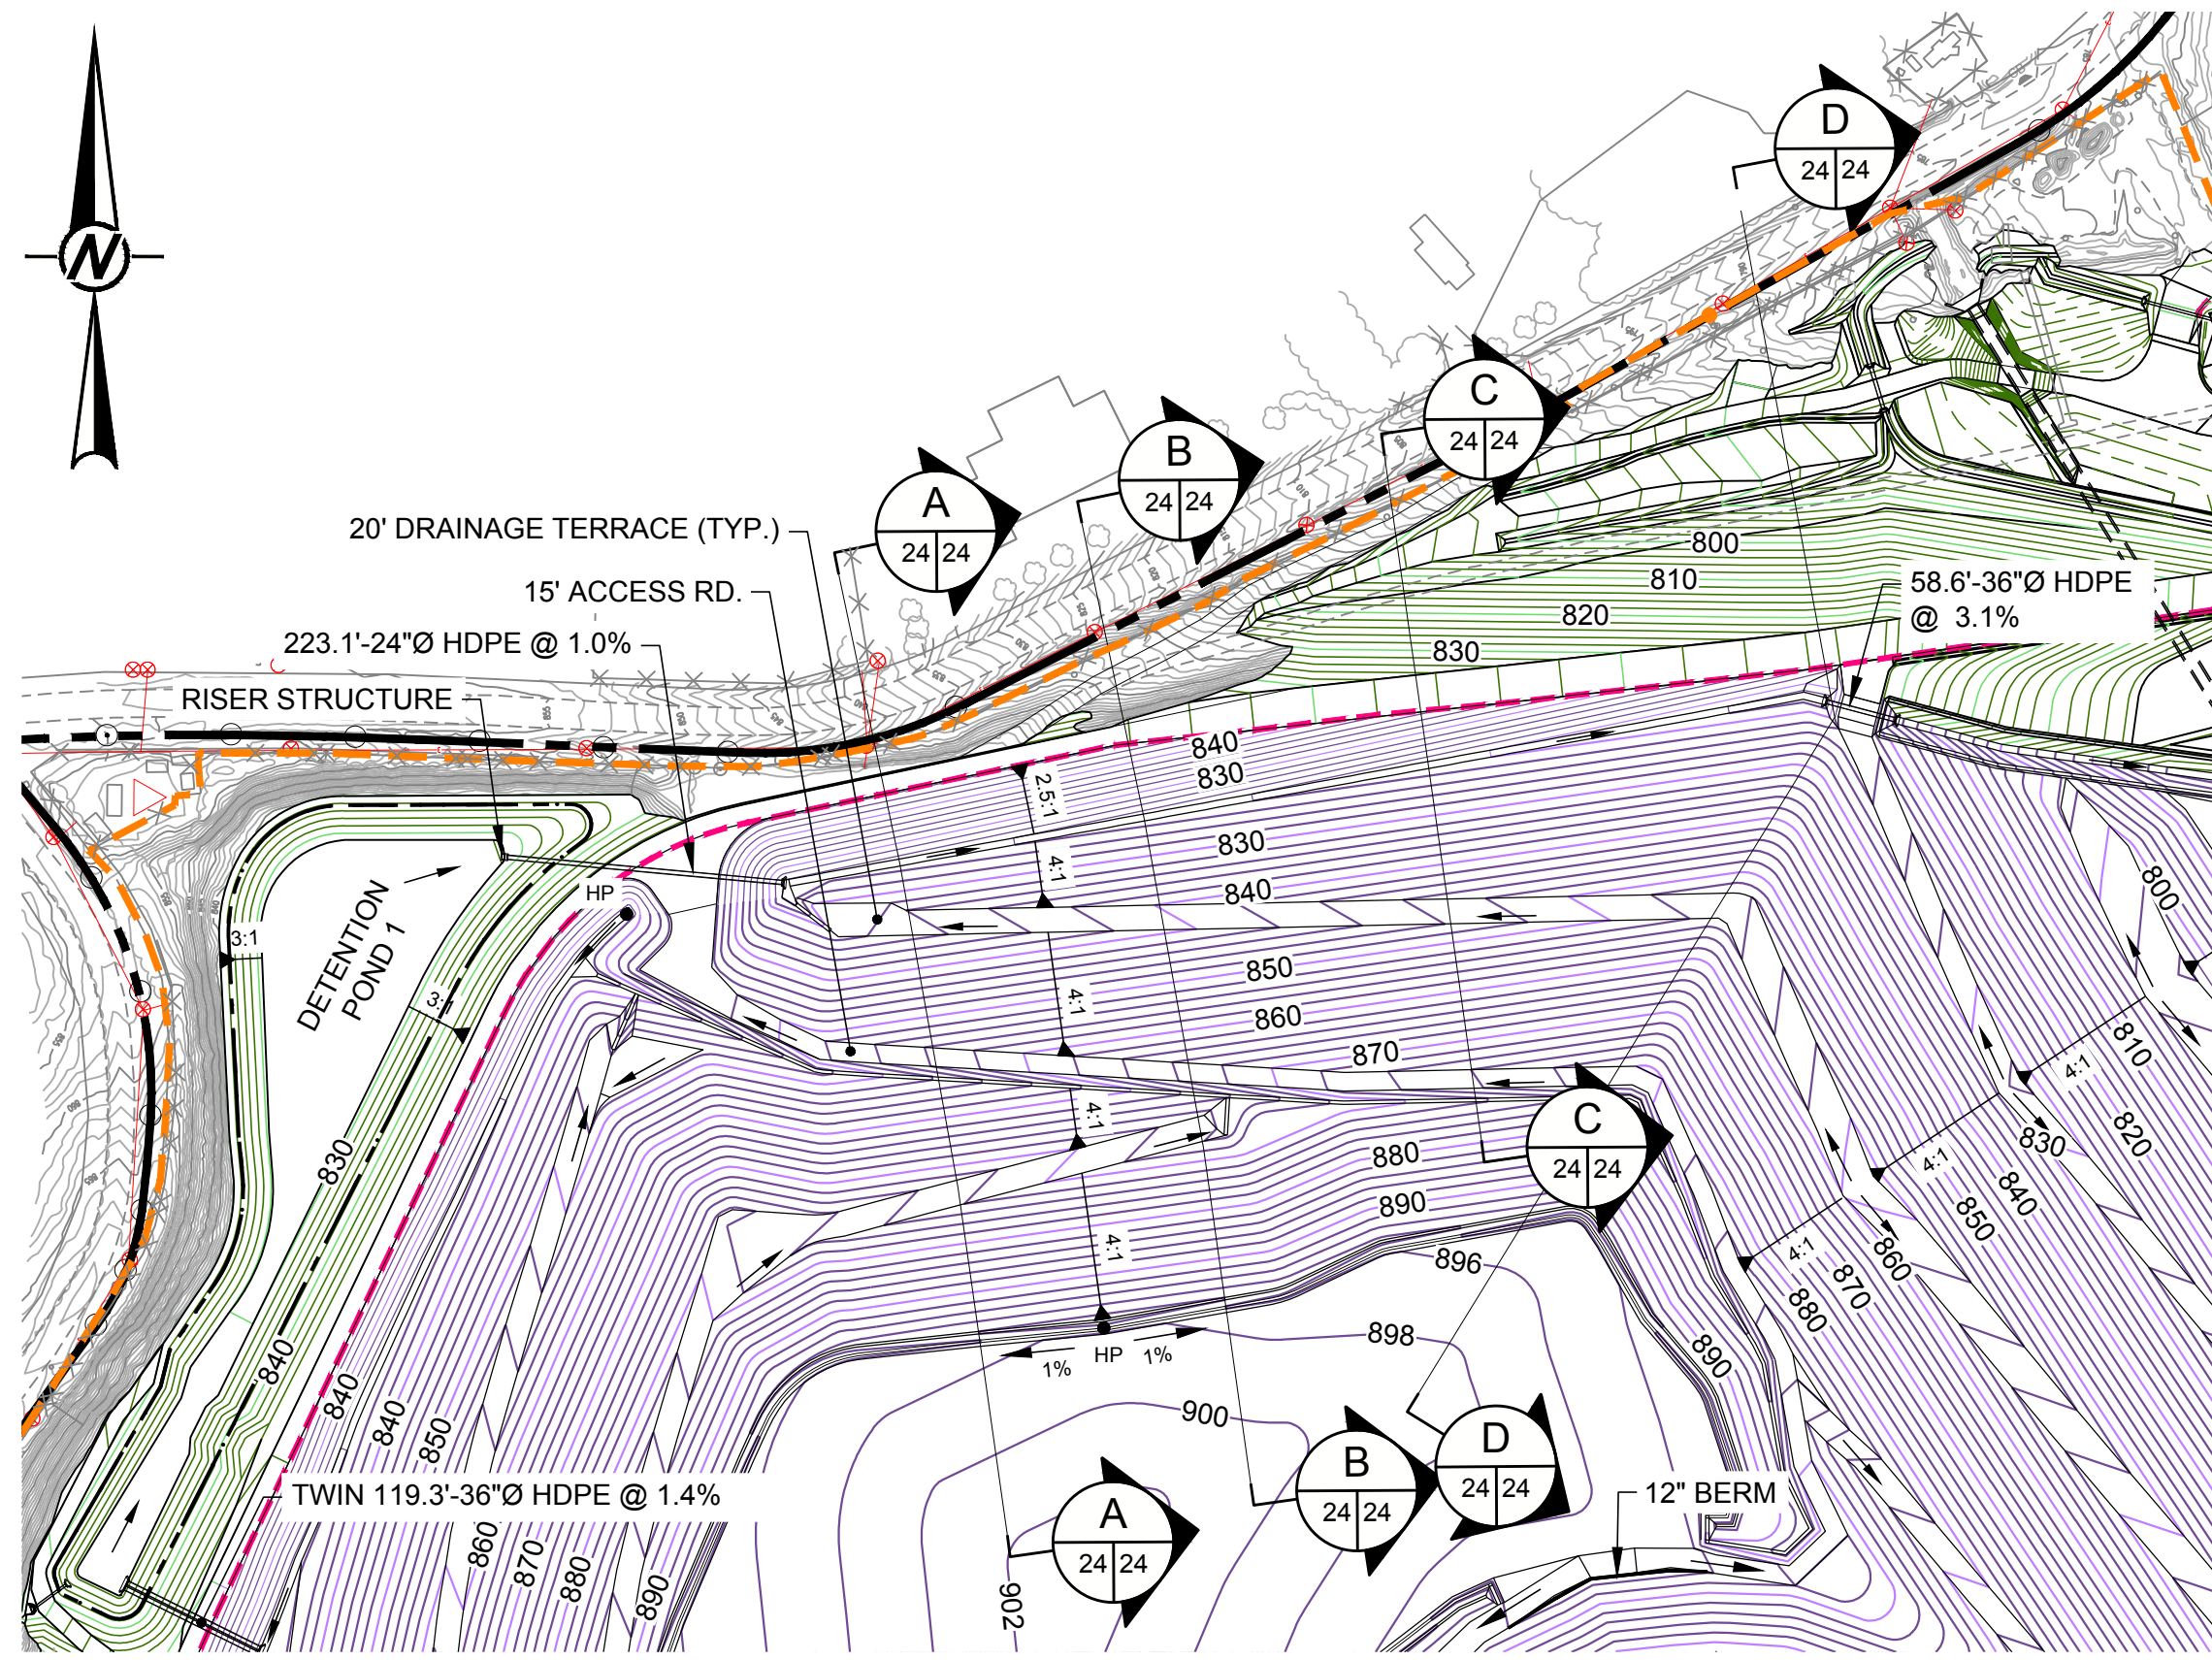 N
D
24 24
C
24 24
B
24 24
A
24 24
20' DRAINAGE TERRACE (TYP.)
15' ACCESS RD.
223.1'-24"Ø HDPE @ 1.0%
RISER STRUCTURE
58.6'-36"Ø HDPE
@ 3.1%
800
810
820
830
840
830
2.5:1
830
4:1
840
HP
DETENTION
POND 1
3:1
3:1
850
4:1
860
870
4:1
880
890
4:1
896
898
HP
1%
1%
900
902
C
24 24
B
24 24
D
24 24
A
24 24
12" BERM
800
810
4:1
820
830
4:1
840
850
4:1
860
870
880
890
830
840
840
840
850
TWIN 119.3'-36"Ø HDPE @ 1.4%
860
870
880
890